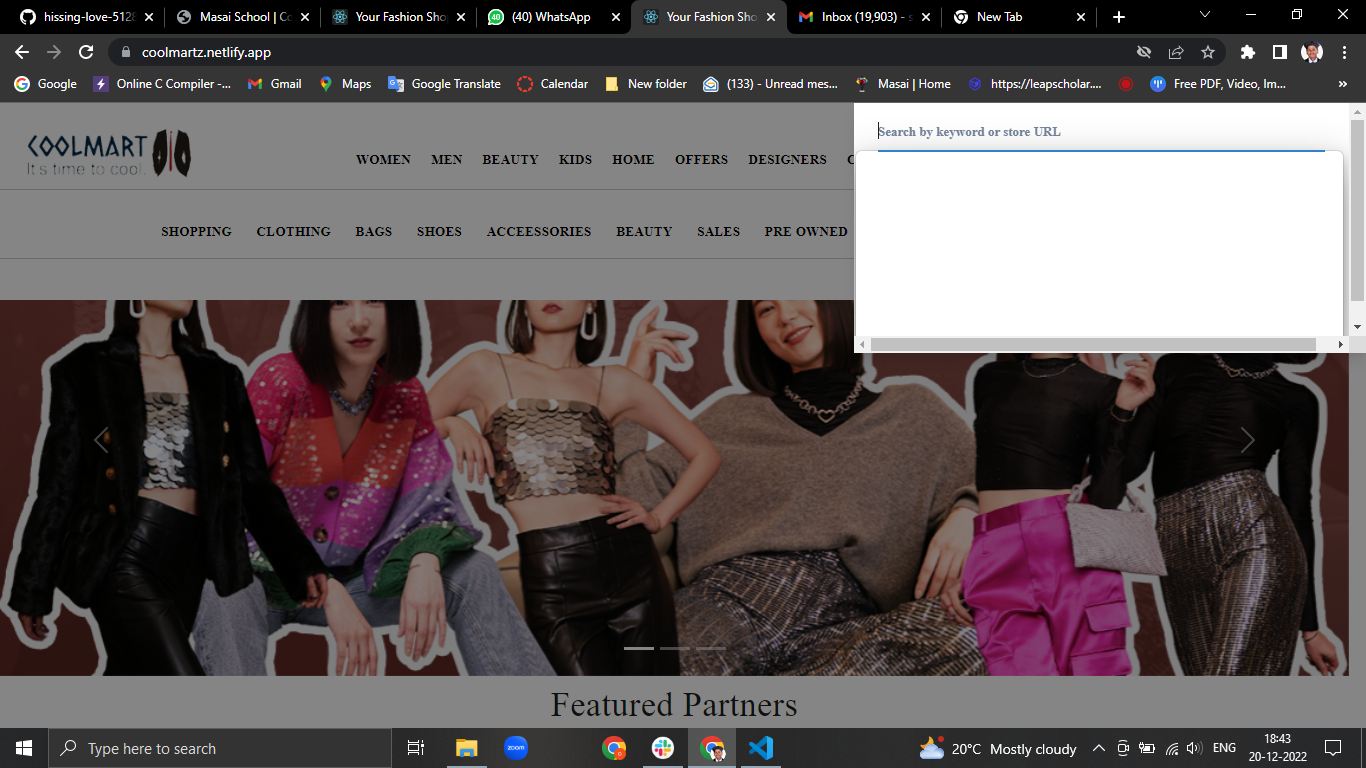 hissing-love-5128
Masai School | Co
Your Fashion Sho
(40) WhatsApp
Your Fashion Sho
Inbox (19,903) - s
New Tab
coolmartz.netlify.app
Google
Online C Compiler -...
Gmail
Maps
Google Translate
Calendar
New folder
(133) - Unread mes...
Masai | Home
https://leapscholar....
Free PDF, Video, Im...
»
COOLMART
It's time to cool.
WOMEN MEN BEAUTY KIDS HOME OFFERS DESIGNERS
Search by keyword or store URL
SHOPPING CLOTHING BAGS SHOES ACCEESSORIES BEAUTY SALES PRE OWNED
Featured Partners
Type here to search
zoom
20°C Mostly cloudy
ENG
18:43
20-12-2022